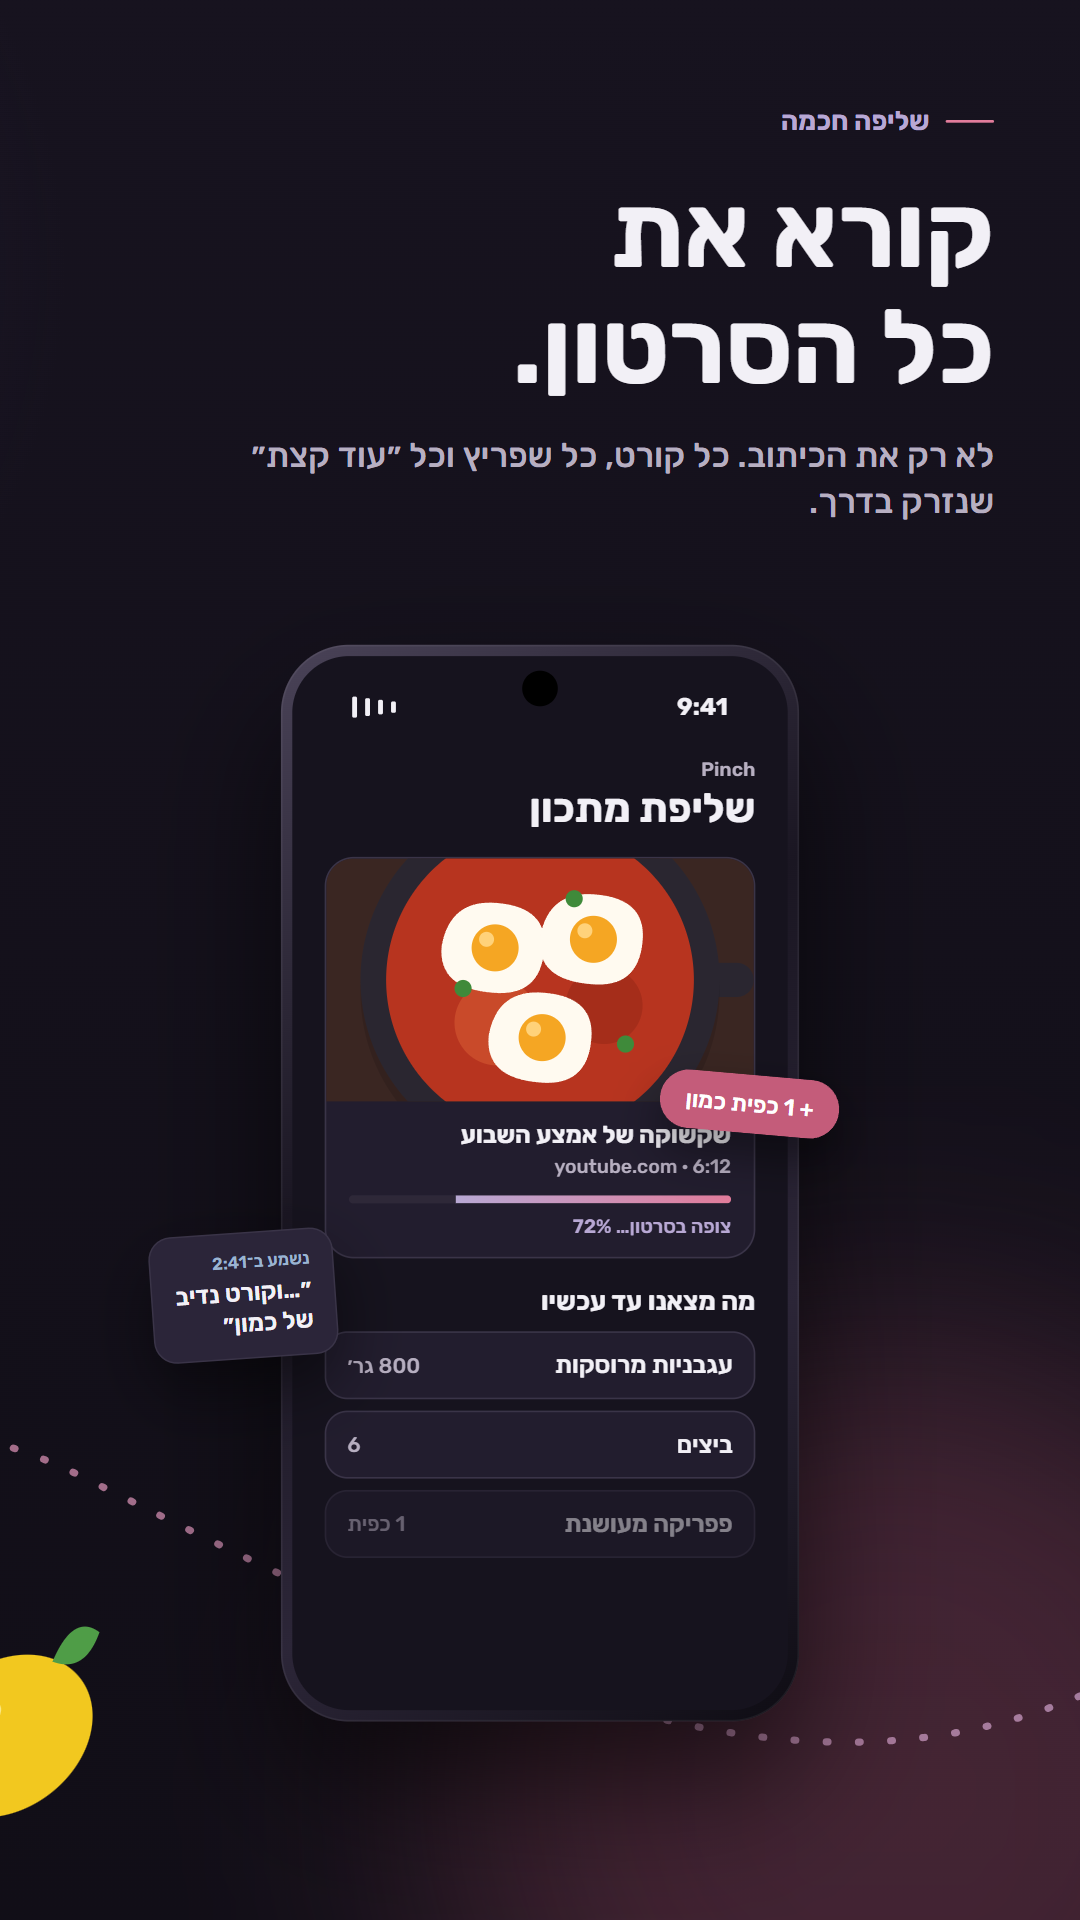 שליפה חכמה
קורא את
כל הסרטון.
לא רק את הכיתוב. כל קורט, כל שפריץ וכל ״עוד קצת״
שנזרק בדרך.
9:41
Pinch
שליפת מתכון
+1 כפית כמון
שקשוקה של אמצע השבוע
youtube.com • 6:12
צופה בסרטון… 72%
נשמע ב־2:41
״…וקורט נדיב
של כמון״
מה מצאנו עד עכשיו
עגבניות מרוסקות 800 גר׳
ביצים 6
פפריקה מעושנת 1 כפית